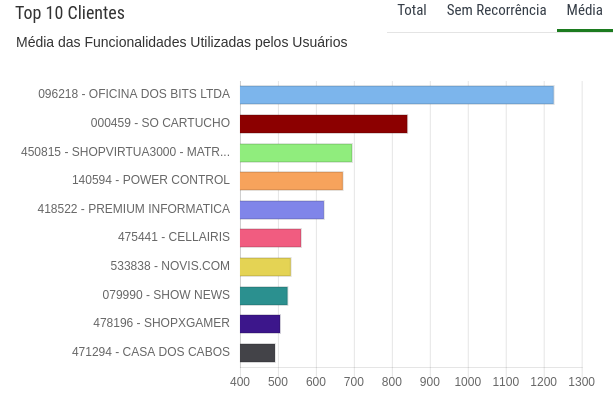 Top 10 Clientes
Total Sem Recorrência Média
Média das Funcionalidades Utilizadas pelos Usuários
096218 - OFICINA DOS BITS LTDA
000459 - SO CARTUCHO
450815 - SHOPVIRTUA3000 - MATR...
140594 - POWER CONTROL
418522 - PREMIUM INFORMATICA
475441 - CELLAIRIS
533838 - NOVIS.COM
079990 - SHOW NEWS
478196 - SHOPXGAMER
471294 - CASA DOS CABOS
400 500 600 700 800 900 1000 1100 1200 1300